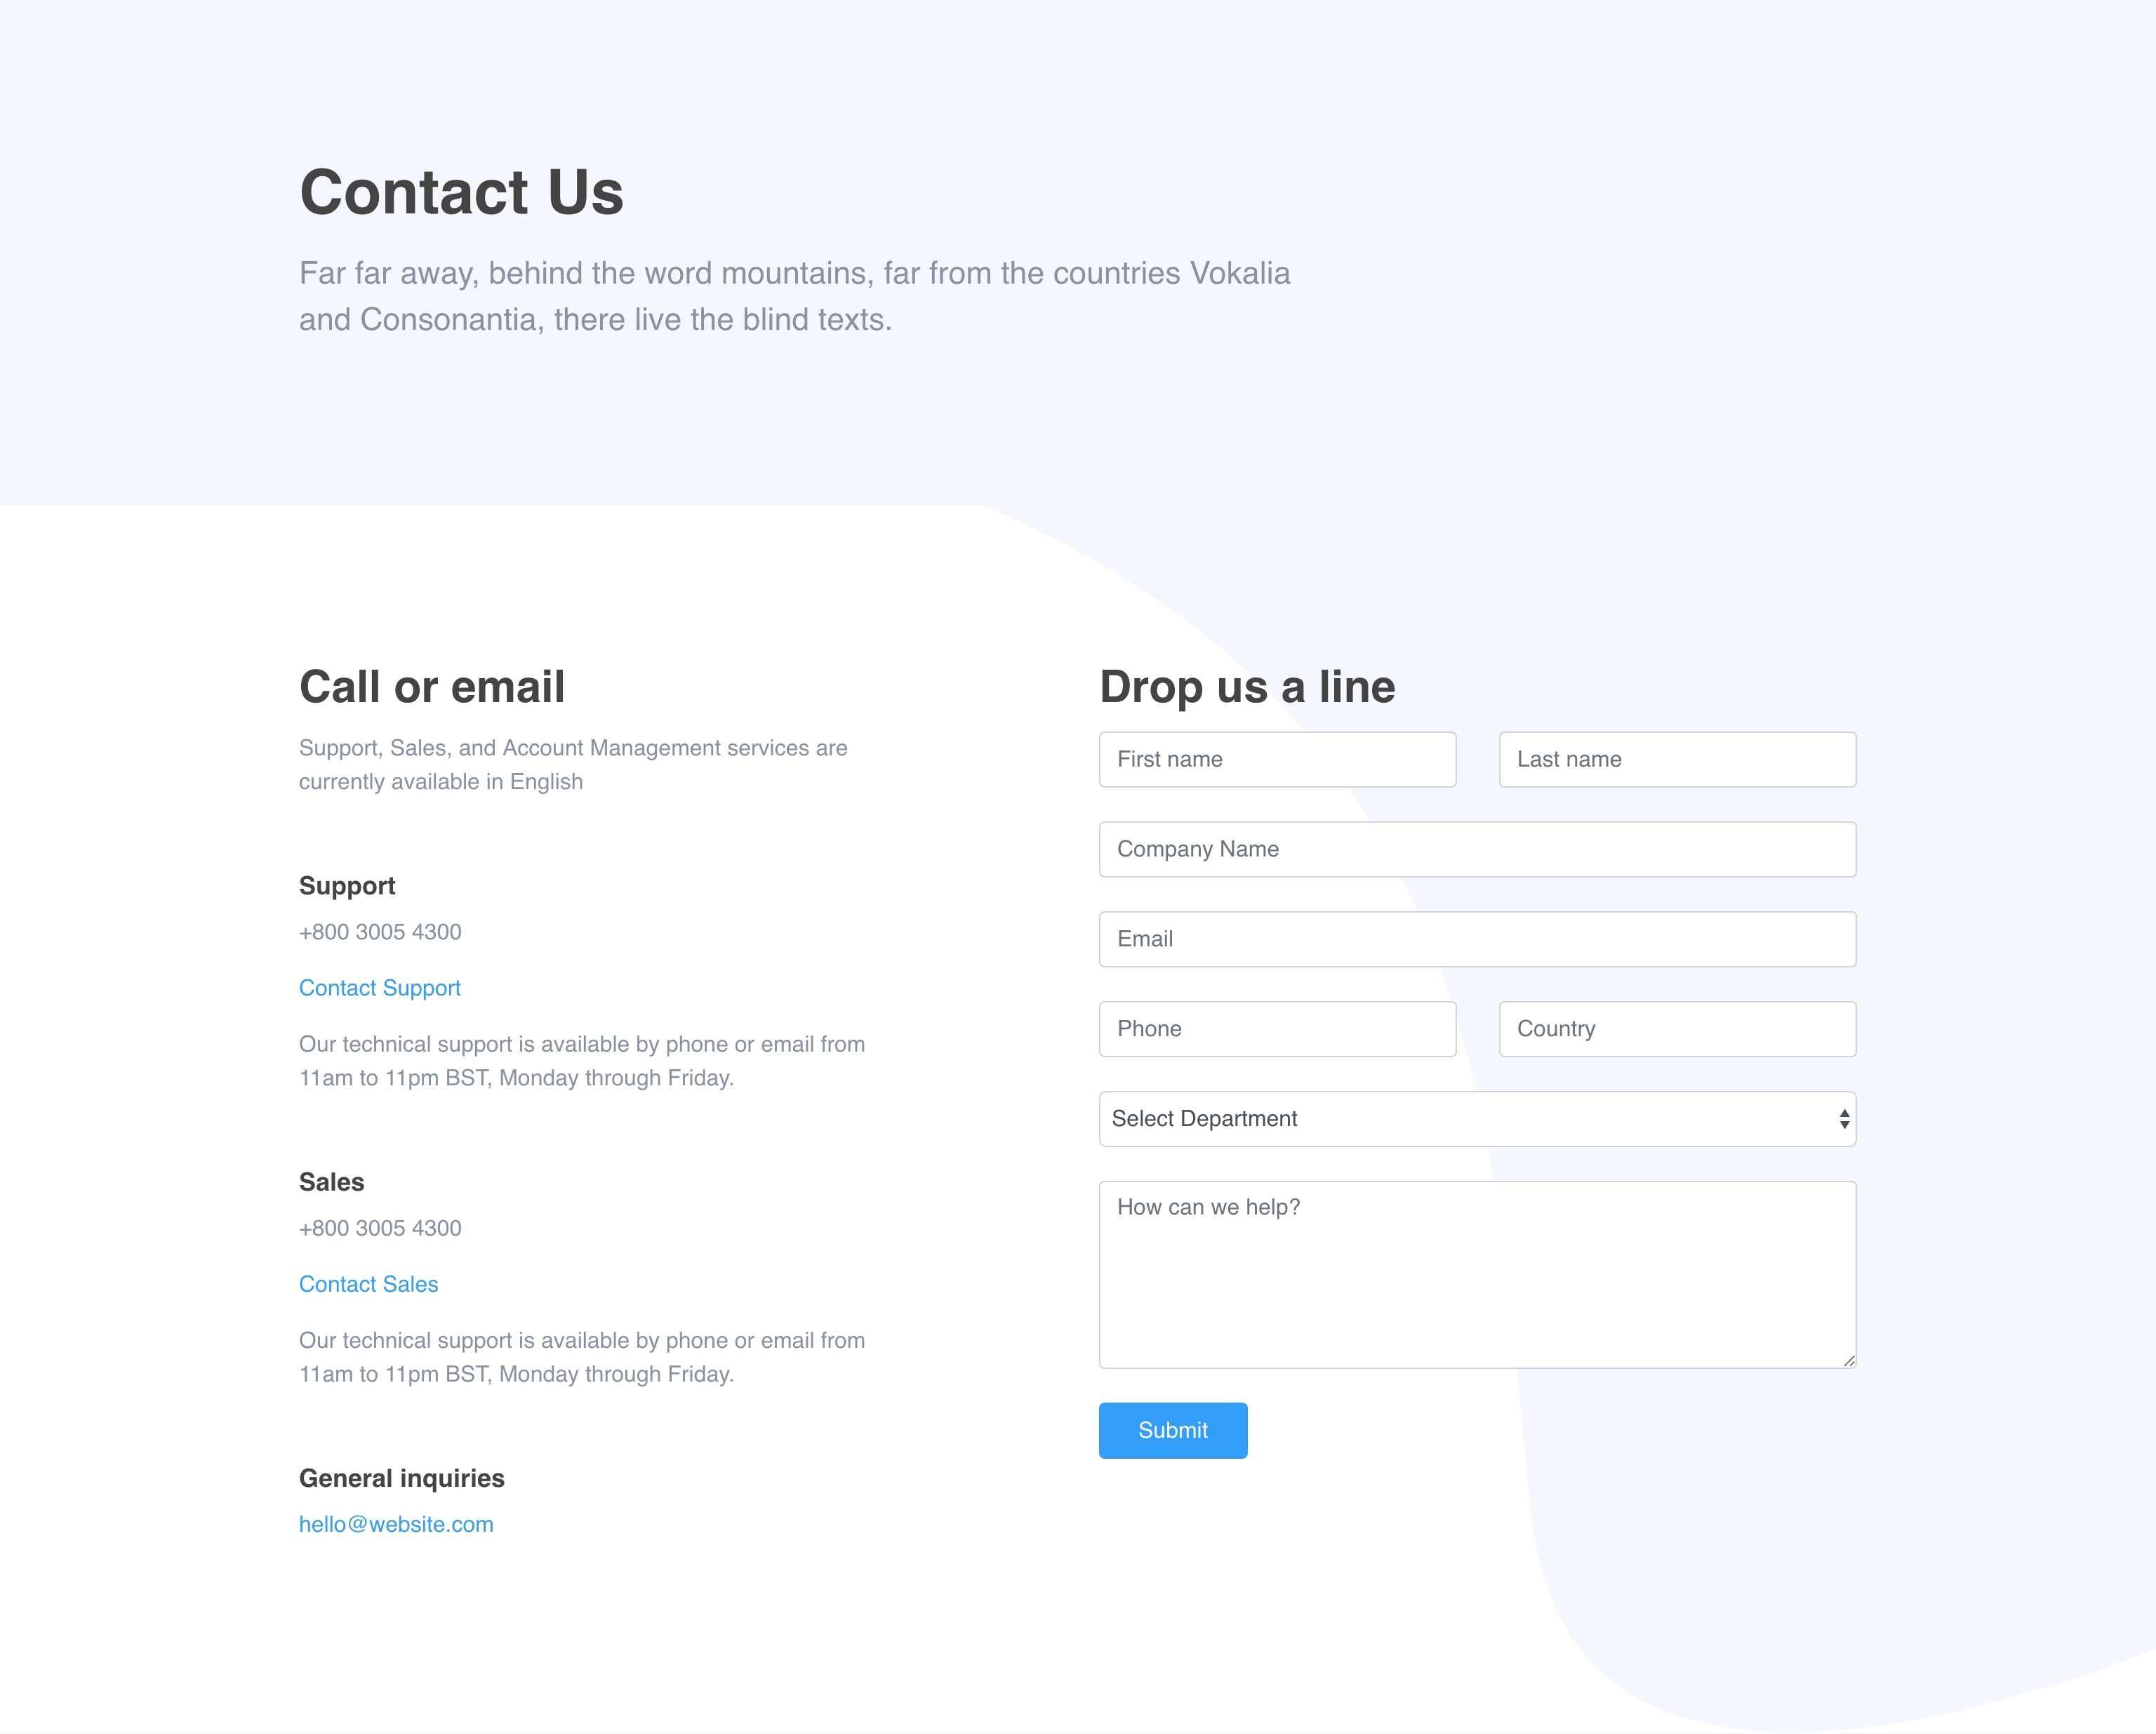 Contact Us
Far far away, behind the word mountains, far from the countries Vokalia
and Consonantia, there live the blind texts.
Call or email
Support, Sales, and Account Management services are
currently available in English
Support
+800 3005 4300
Contact Support
Our technical support is available by phone or email from
11am to 11pm BST, Monday through Friday.
Sales
+800 3005 4300
Contact Sales
Our technical support is available by phone or email from
11am to 11pm BST, Monday through Friday.
General inquiries
hello@website.com
Drop us a line
First name
Last name
Company Name
Email
Phone
Country
Select Department
How can we help?
Submit